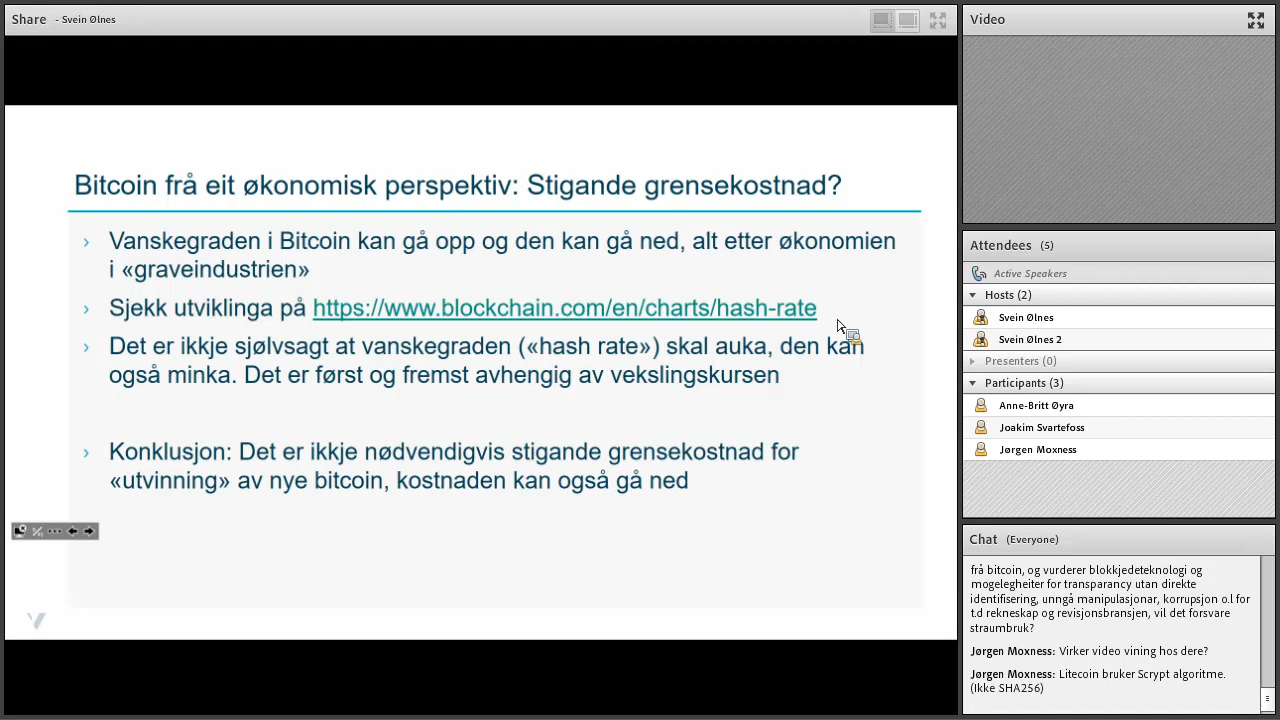 Share - Svein Ølnes
Bitcoin frå eit økonomisk perspektiv: Stigande grensekostnad?
› Vanskegraden i Bitcoin kan gå opp og den kan gå ned, alt etter økonomien
i «graveindustrien»
› Sjekk utviklinga på https://www.blockchain.com/en/charts/hash-rate
› Det er ikkje sjølvsagt at vanskegraden («hash rate») skal auka, den kan
også minka. Det er først og fremst avhengig av vekslingskursen
› Konklusjon: Det er ikkje nødvendigvis stigande grensekostnad for
«utvinning» av nye bitcoin, kostnaden kan også gå ned
Video
Attendees (5)
Active Speakers
Hosts (2)
Svein Ølnes
Svein Ølnes 2
Presenters (0)
Participants (3)
Anne-Britt Øyra
Joakim Svartefoss
Jørgen Moxness
Chat (Everyone)
frå bitcoin, og vurderer blokkjedeteknologi og
mogelegheiter for transparancy utan direkte
identifisering, unngå manipulasjonar, korrupsjon o.l for
t.d rekneskap og revisjonsbransjen, vil det forsvare
straumbruk?
Jørgen Moxness: Virker video vining hos dere?
Jørgen Moxness: Litecoin bruker Scrypt algoritme.
(Ikke SHA256)